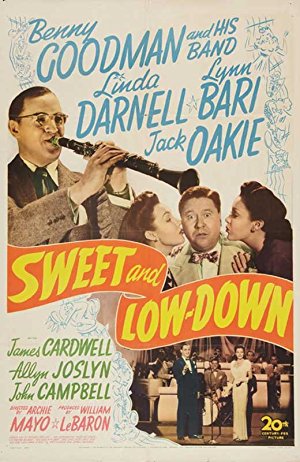 Benny
GOODMAN AND HIS BAND
Linda Lynn
DARNELL BARI
Jack OAKIE
SWEET and
LOW-DOWN
WITH
James CARDWELL
Allyn JOSLYN
John CAMPBELL
DIRECTED BY ARCHIE MAYO
PRODUCED BY WILLIAM LeBARON
20th
CENTURY-FOX
PICTURE